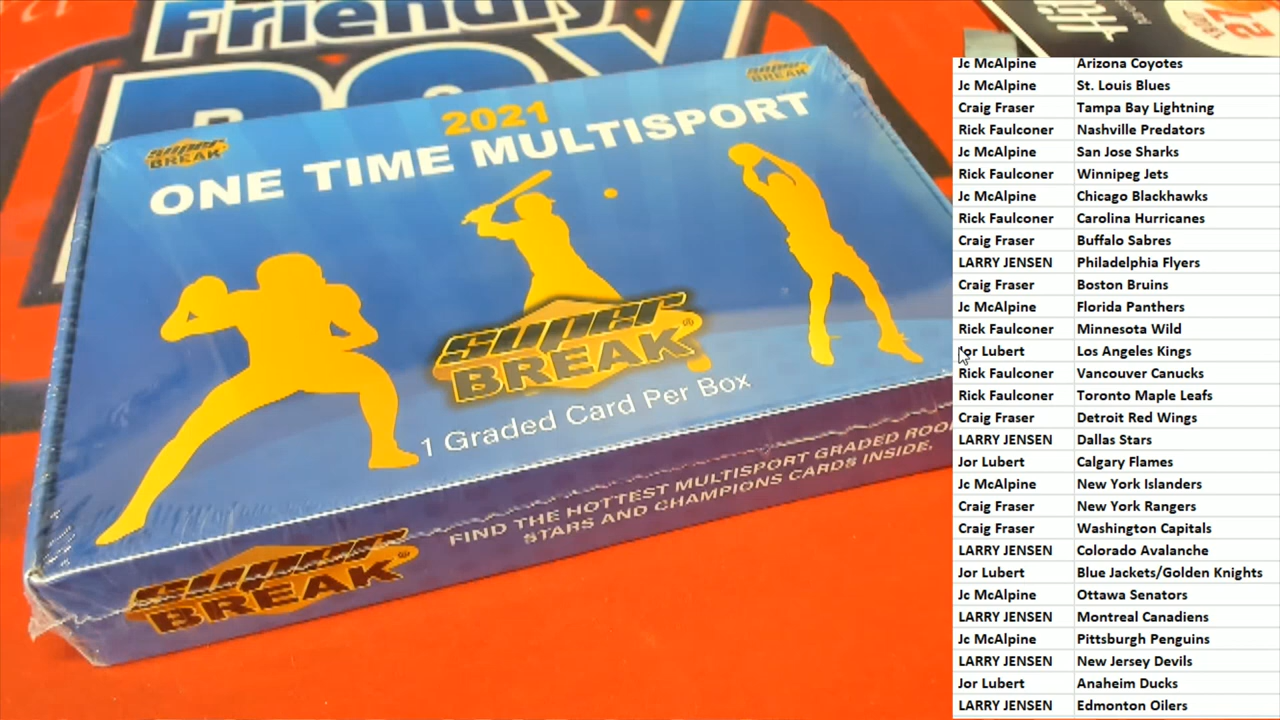 Friendly
BOX
super
BREAK
super
BREAK
2021
ONE TIME MULTISPORT
super
BREAK
1 Graded Card Per Box
FIND THE HOTTEST MULTISPORT GRADED
STARS AND CHAMPIONS CARDS INSIDE.
super
BREAK
Jc McAlpine Arizona Coyotes
Jc McAlpine St. Louis Blues
Craig Fraser Tampa Bay Lightning
Rick Faulconer Nashville Predators
Jc McAlpine San Jose Sharks
Rick Faulconer Winnipeg Jets
Jc McAlpine Chicago Blackhawks
Rick Faulconer Carolina Hurricanes
Craig Fraser Buffalo Sabres
LARRY JENSEN Philadelphia Flyers
Craig Fraser Boston Bruins
Jc McAlpine Florida Panthers
Rick Faulconer Minnesota Wild
Jor Lubert Los Angeles Kings
Rick Faulconer Vancouver Canucks
Rick Faulconer Toronto Maple Leafs
Craig Fraser Detroit Red Wings
LARRY JENSEN Dallas Stars
Jor Lubert Calgary Flames
Jc McAlpine New York Islanders
Craig Fraser New York Rangers
Craig Fraser Washington Capitals
LARRY JENSEN Colorado Avalanche
Jor Lubert Blue Jackets/Golden Knights
Jc McAlpine Ottawa Senators
LARRY JENSEN Montreal Canadiens
Jc McAlpine Pittsburgh Penguins
LARRY JENSEN New Jersey Devils
Jor Lubert Anaheim Ducks
LARRY JENSEN Edmonton Oilers